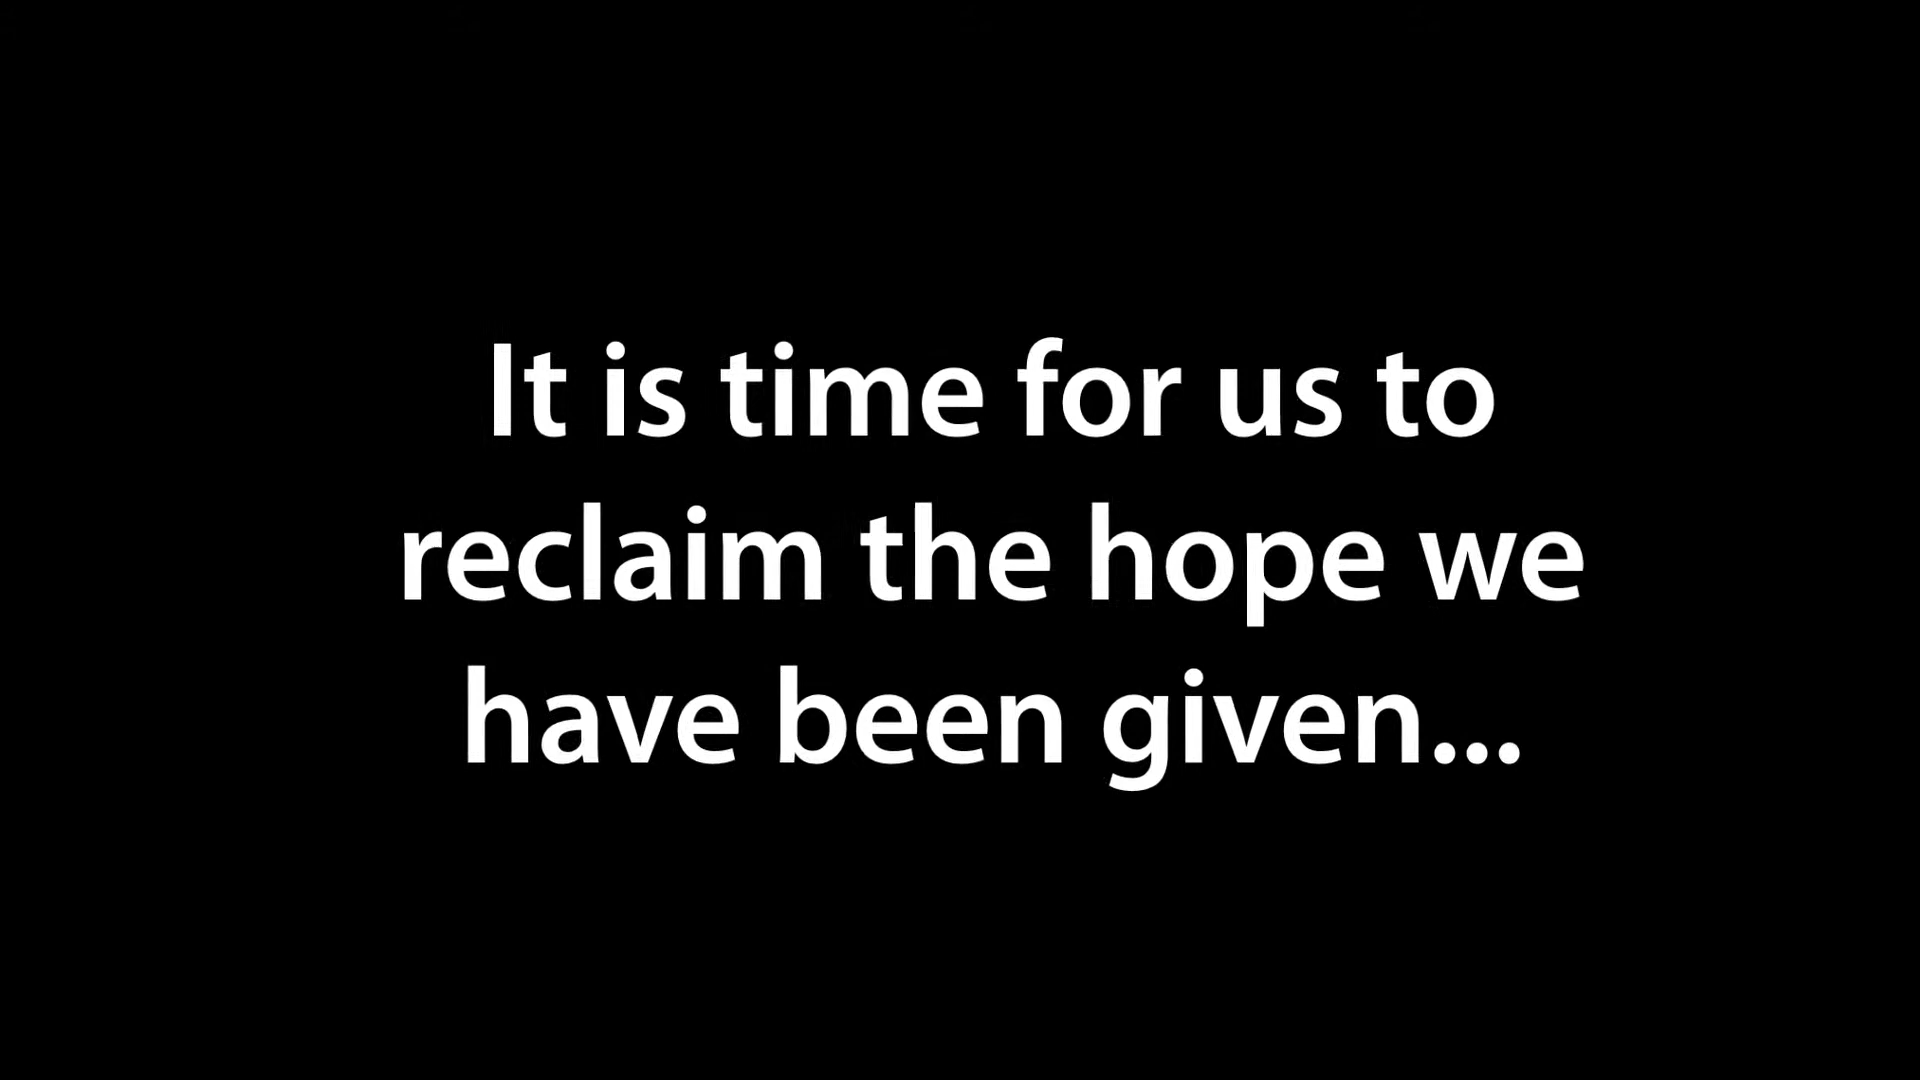 It is time for us to
reclaim the hope we
have been given...